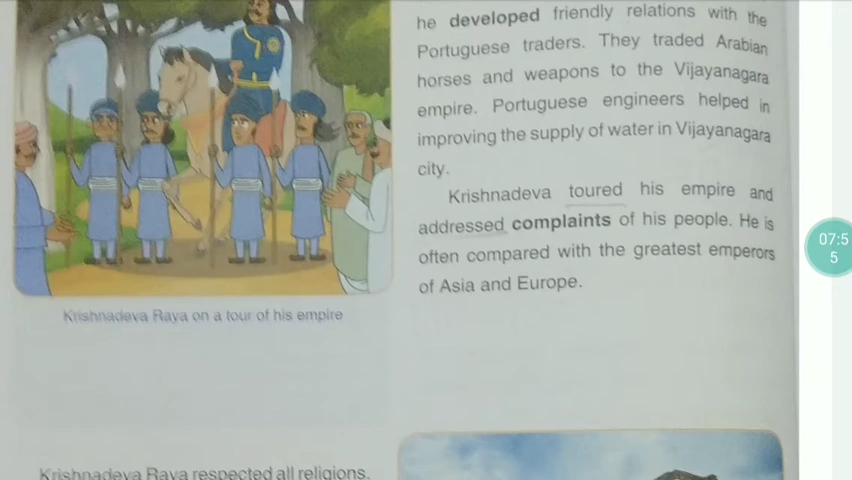 he developed friendly relations with the
Portuguese traders. They traded Arabian
horses and weapons to the Vijayanagara
empire. Portuguese engineers helped in
improving the supply of water in Vijayanagara
city.
Krishnadeva toured his empire and
addressed complaints of his people. He is
often compared with the greatest emperors
of Asia and Europe.
Krishnadeva Raya on a tour of his empire
Krishnadeva Raya respected all religions.
07:5
5